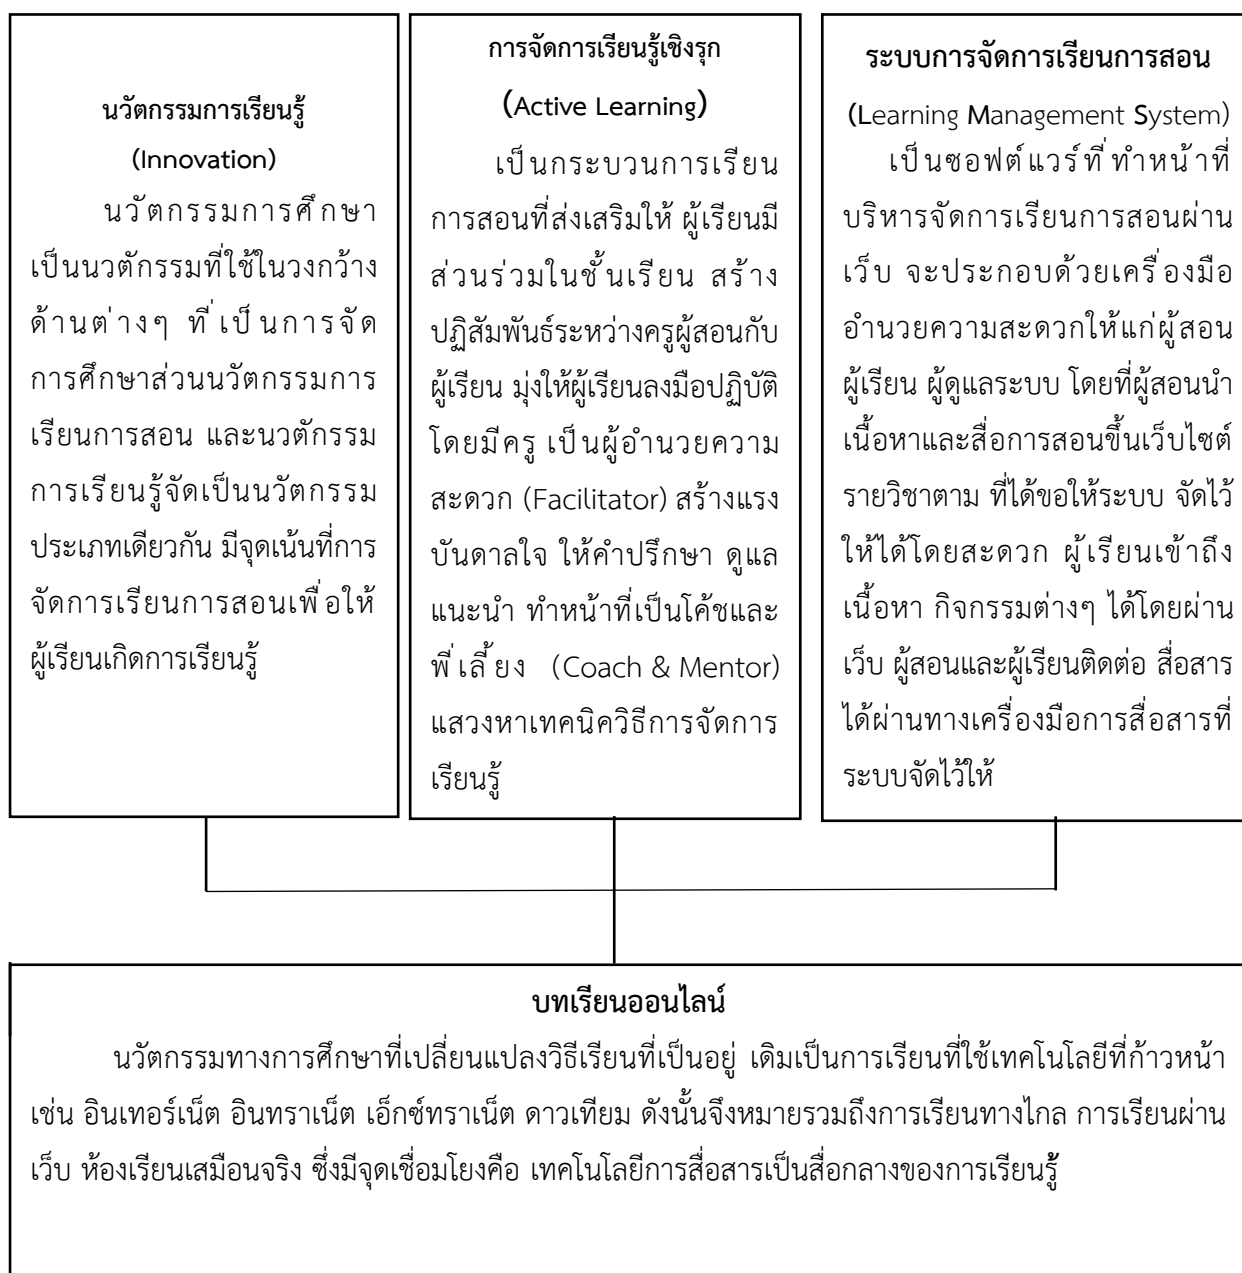 นวัตกรรมการเรียนรู้
(Innovation)
นวัตกรรมการศึกษา
เป็นนวตักรรมที่ใช้ในวงกว้าง
ด้านต่างๆ ที่เป็นการจัด
การศึกษาส่วนนวัตกรรมการ
เรียนการสอน และนวตักรรม
การเรียนรู้จัดเป็นนวัตกรรม
ประเภทเดียวกัน มีจุดเน้นที่การ
จัดการเรียนการสอนเพื่อให้
ผู้เรียนเกิดการเรียนรู้
การจัดการเรียนรู้เชิงรุก
(Active Learning)
เป็นกระบวนการเรียน
การสอนที่ส่งเสริมให้ ผู้เรียนมี
ส่วนร่วมในชั้นเรียน สร้าง
ปฏิสัมพันธ์ระหว่างครูผู้สอนกับ
ผู้เรียน มุ่งให้ผู้เรียนลงมือปฏิบัติ
โดยมีครู เป็นผู้อำนวยความ
สะดวก (Facilitator) สร้างแรง
บันดาลใจ ให้คำปรึกษา ดูแล
แนะนำ ทำหน้าที่เป็นโค้ชและ
พี่เลี้ยง (Coach & Mentor)
แสวงหาเทคนิควิธีการจัดการ
เรียนรู้
ระบบการจัดการเรียนการสอน
(Learning Management System)
เป็นซอฟต์แวร์ที่ทำหน้าที่
บริหารจัดการเรียนการสอนผ่าน
เว็บ จะประกอบด้วยเครื่องมือ
อำนวยความสะดวกให้แก่ผู้สอน
ผู้เรียน ผู้ดูแลระบบ โดยที่ผู้สอนนำ
เนื้อหาและสื่อการสอนขึ้นเว็บไซต์
รายวิชาตาม ที่ได้ขอให้ระบบ จัดไว้
ให้ได้โดยสะดวก ผู้เรียนเข้าถึง
เนื้อหา กิจกรรมต่างๆ ได้โดยผ่าน
เว็บ ผู้สอนและผู้เรียนติดต่อ สื่อสาร
ได้ผ่านทางเครื่องมือการสื่อสารที่
ระบบจัดไว้ให้
บทเรียนออนไลน์
นวัตกรรมทางการศึกษาที่เปลี่ยนแปลงวิธีเรียนที่เป็นอยู่ เดิมเป็นการเรียนที่ใช้เทคโนโลยีที่ก้าวหน้า
เช่น อินเทอร์เน็ต อินทราเน็ต เอ็กซ์ทราเน็ต ดาวเทียม ดังนั้นจึงหมายรวมถึงการเรียนทางไกล การเรียนผ่าน
เว็บ ห้องเรียนเสมือนจริง ซึ่งมีจุดเชื่อมโยงคือ เทคโนโลยีการสื่อสารเป็นสื่อกลางของการเรียนรู้